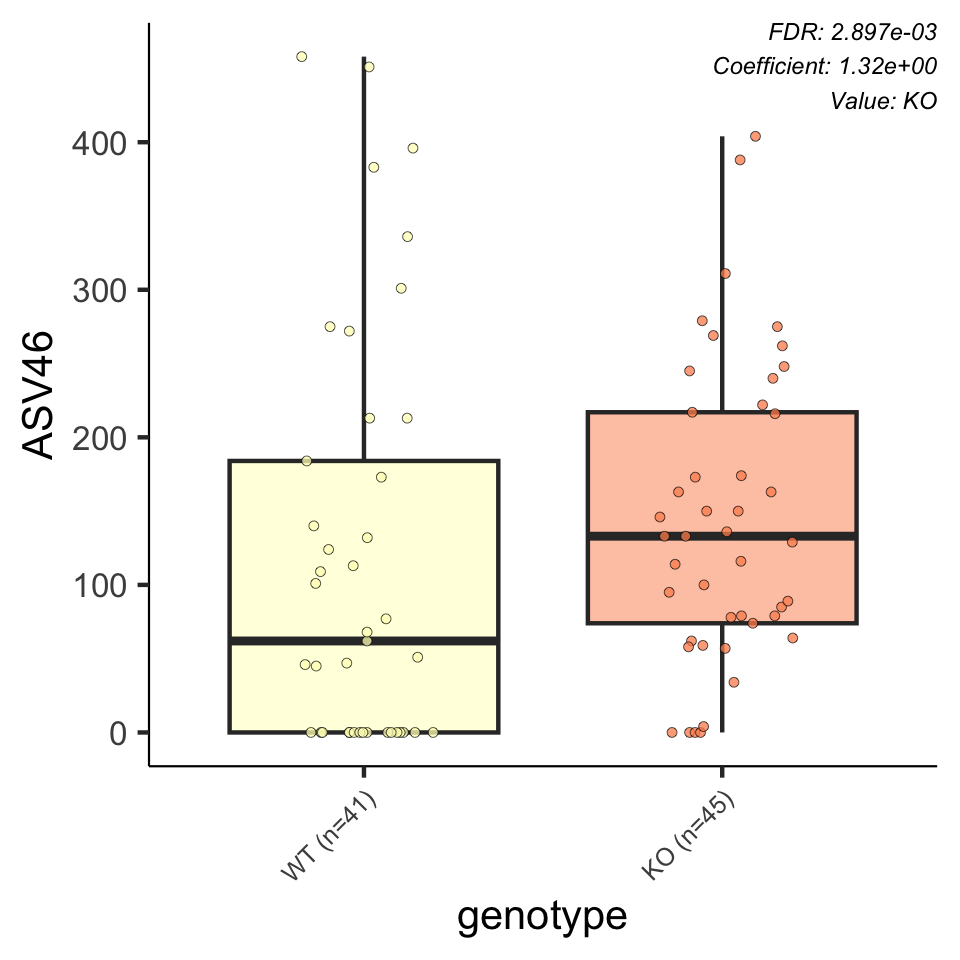 FDR: 2.897e-03
Coefficient: 1.32e+00
Value: KO
ASV46
400
300
200
100
0
WT (n=41)
KO (n=45)
genotype